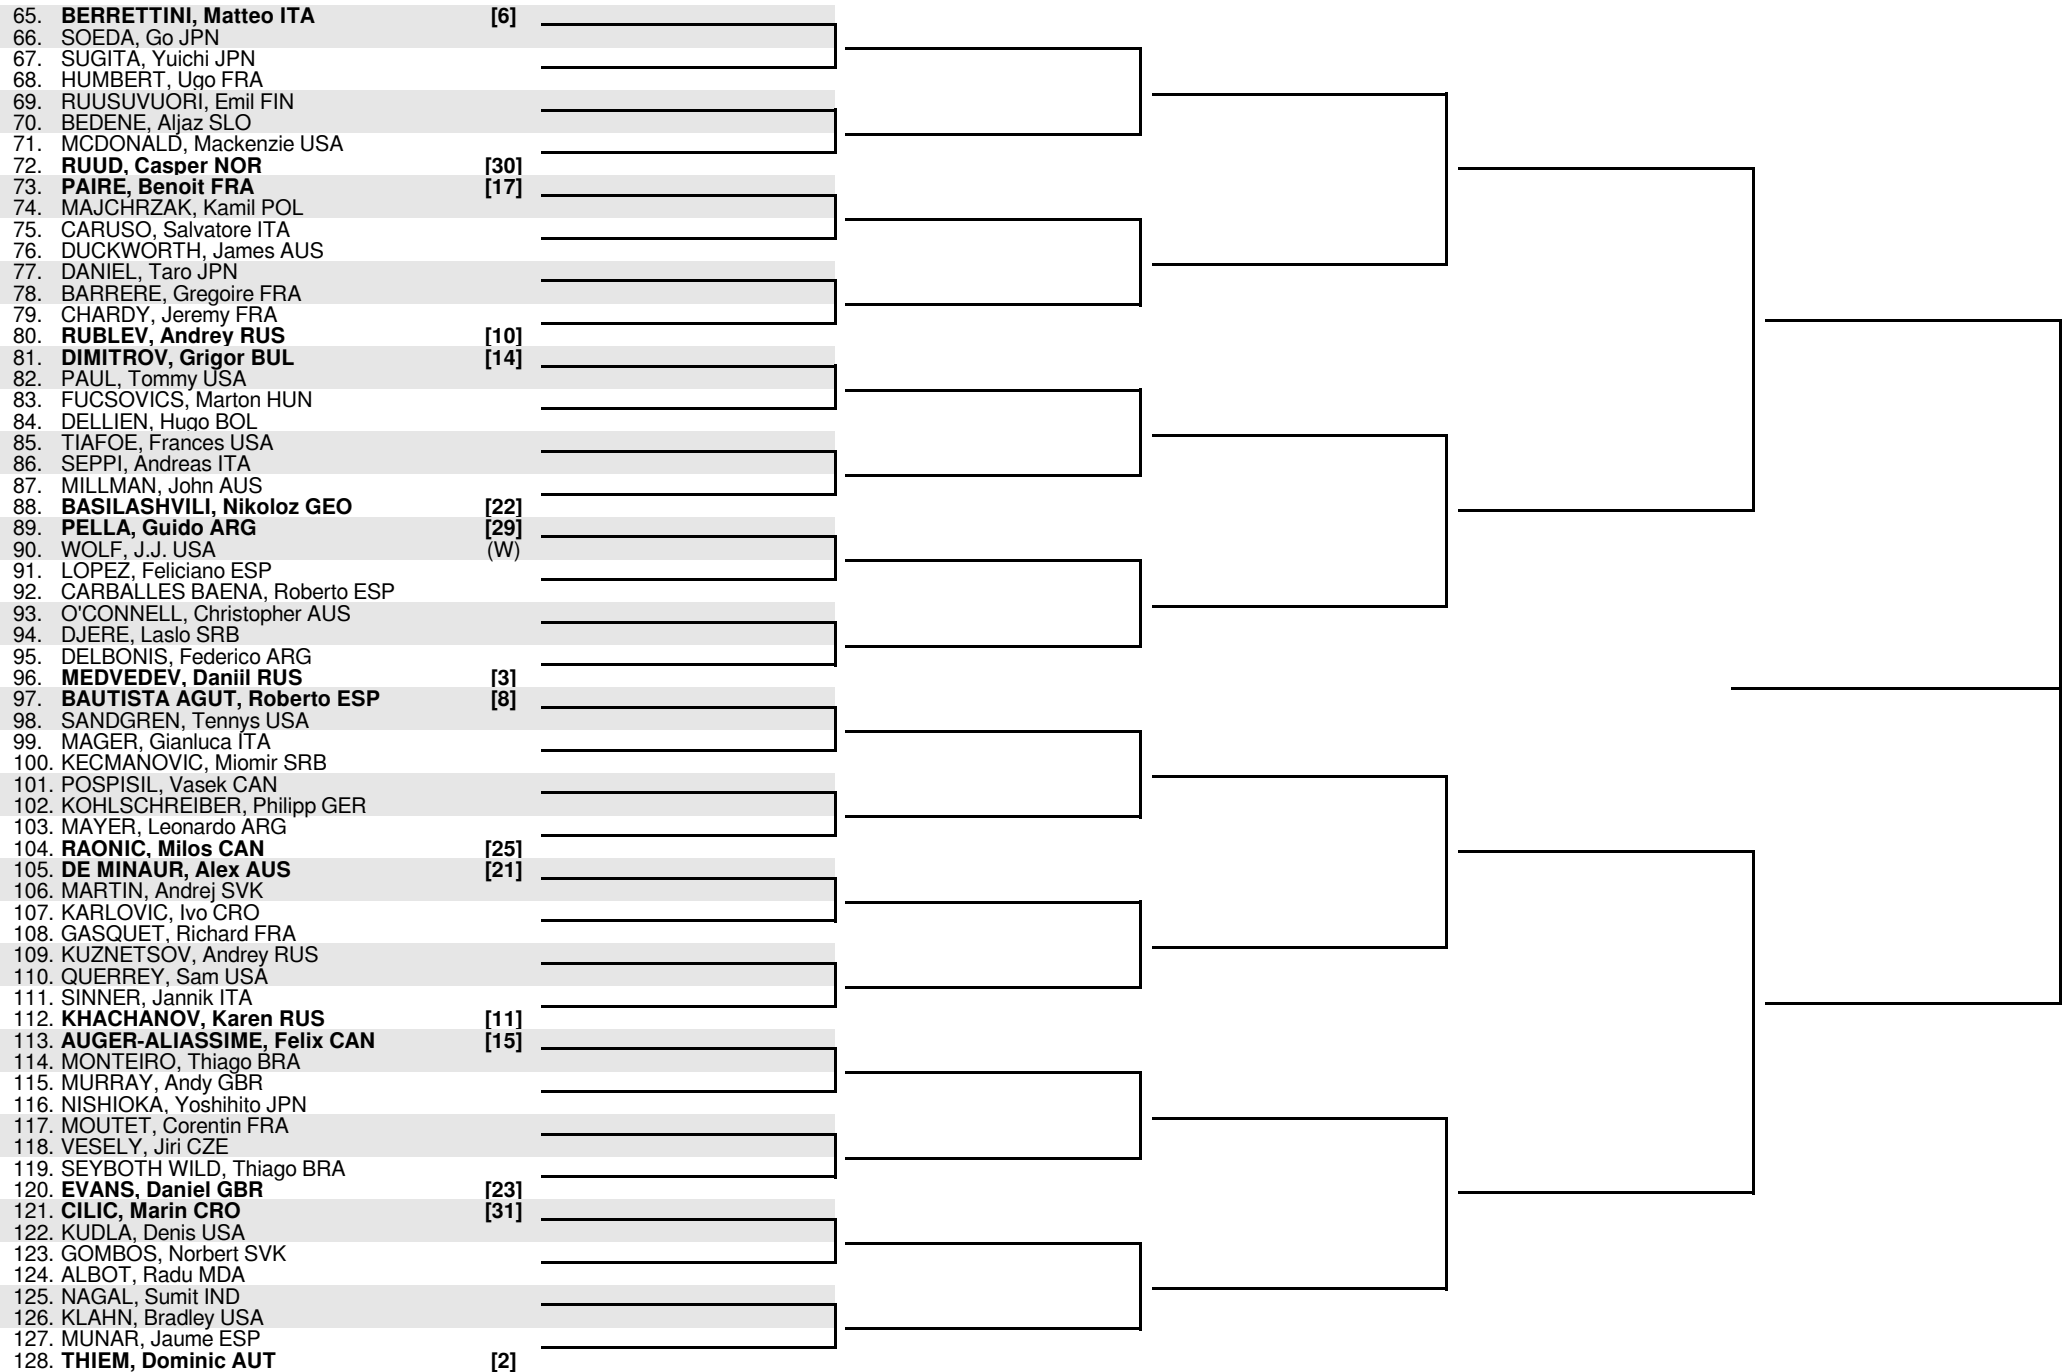 65. BERRETTINI, Matteo ITA [6]
66. SOEDA, Go JPN
67. SUGITA, Yuichi JPN
68. HUMBERT, Ugo FRA
69. RUUSUVUORI, Emil FIN
70. BEDENE, Aljaz SLO
71. MCDONALD, Mackenzie USA
72. RUUD, Casper NOR [30]
73. PAIRE, Benoit FRA [17]
74. MAJCHRZAK, Kamil POL
75. CARUSO, Salvatore ITA
76. DUCKWORTH, James AUS
77. DANIEL, Taro JPN
78. BARRERE, Gregoire FRA
79. CHARDY, Jeremy FRA
80. RUBLEV, Andrey RUS [10]
81. DIMITROV, Grigor BUL [14]
82. PAUL, Tommy USA
83. FUCSOVICS, Marton HUN
84. DELLIEN, Hugo BOL
85. TIAFOE, Frances USA
86. SEPPI, Andreas ITA
87. MILLMAN, John AUS
88. BASILASHVILI, Nikoloz GEO [22]
89. PELLA, Guido ARG [29]
90. WOLF, J.J. USA (W)
91. LOPEZ, Feliciano ESP
92. CARBALLES BAENA, Roberto ESP
93. O'CONNELL, Christopher AUS
94. DJERE, Laslo SRB
95. DELBONIS, Federico ARG
96. MEDVEDEV, Daniil RUS [3]
97. BAUTISTA AGUT, Roberto ESP [8]
98. SANDGREN, Tennys USA
99. MAGER, Gianluca ITA
100. KECMANOVIC, Miomir SRB
101. POSPISIL, Vasek CAN
102. KOHLSCHREIBER, Philipp GER
103. MAYER, Leonardo ARG
104. RAONIC, Milos CAN [25]
105. DE MINAUR, Alex AUS [21]
106. MARTIN, Andrej SVK
107. KARLOVIC, Ivo CRO
108. GASQUET, Richard FRA
109. KUZNETSOV, Andrey RUS
110. QUERREY, Sam USA
111. SINNER, Jannik ITA
112. KHACHANOV, Karen RUS [11]
113. AUGER-ALIASSIME, Felix CAN [15]
114. MONTEIRO, Thiago BRA
115. MURRAY, Andy GBR
116. NISHIOKA, Yoshihito JPN
117. MOUTET, Corentin FRA
118. VESELY, Jiri CZE
119. SEYBOTH WILD, Thiago BRA
120. EVANS, Daniel GBR [23]
121. CILIC, Marin CRO [31]
122. KUDLA, Denis USA
123. GOMBOS, Norbert SVK
124. ALBOT, Radu MDA
125. NAGAL, Sumit IND
126. KLAHN, Bradley USA
127. MUNAR, Jaume ESP
128. THIEM, Dominic AUT [2]